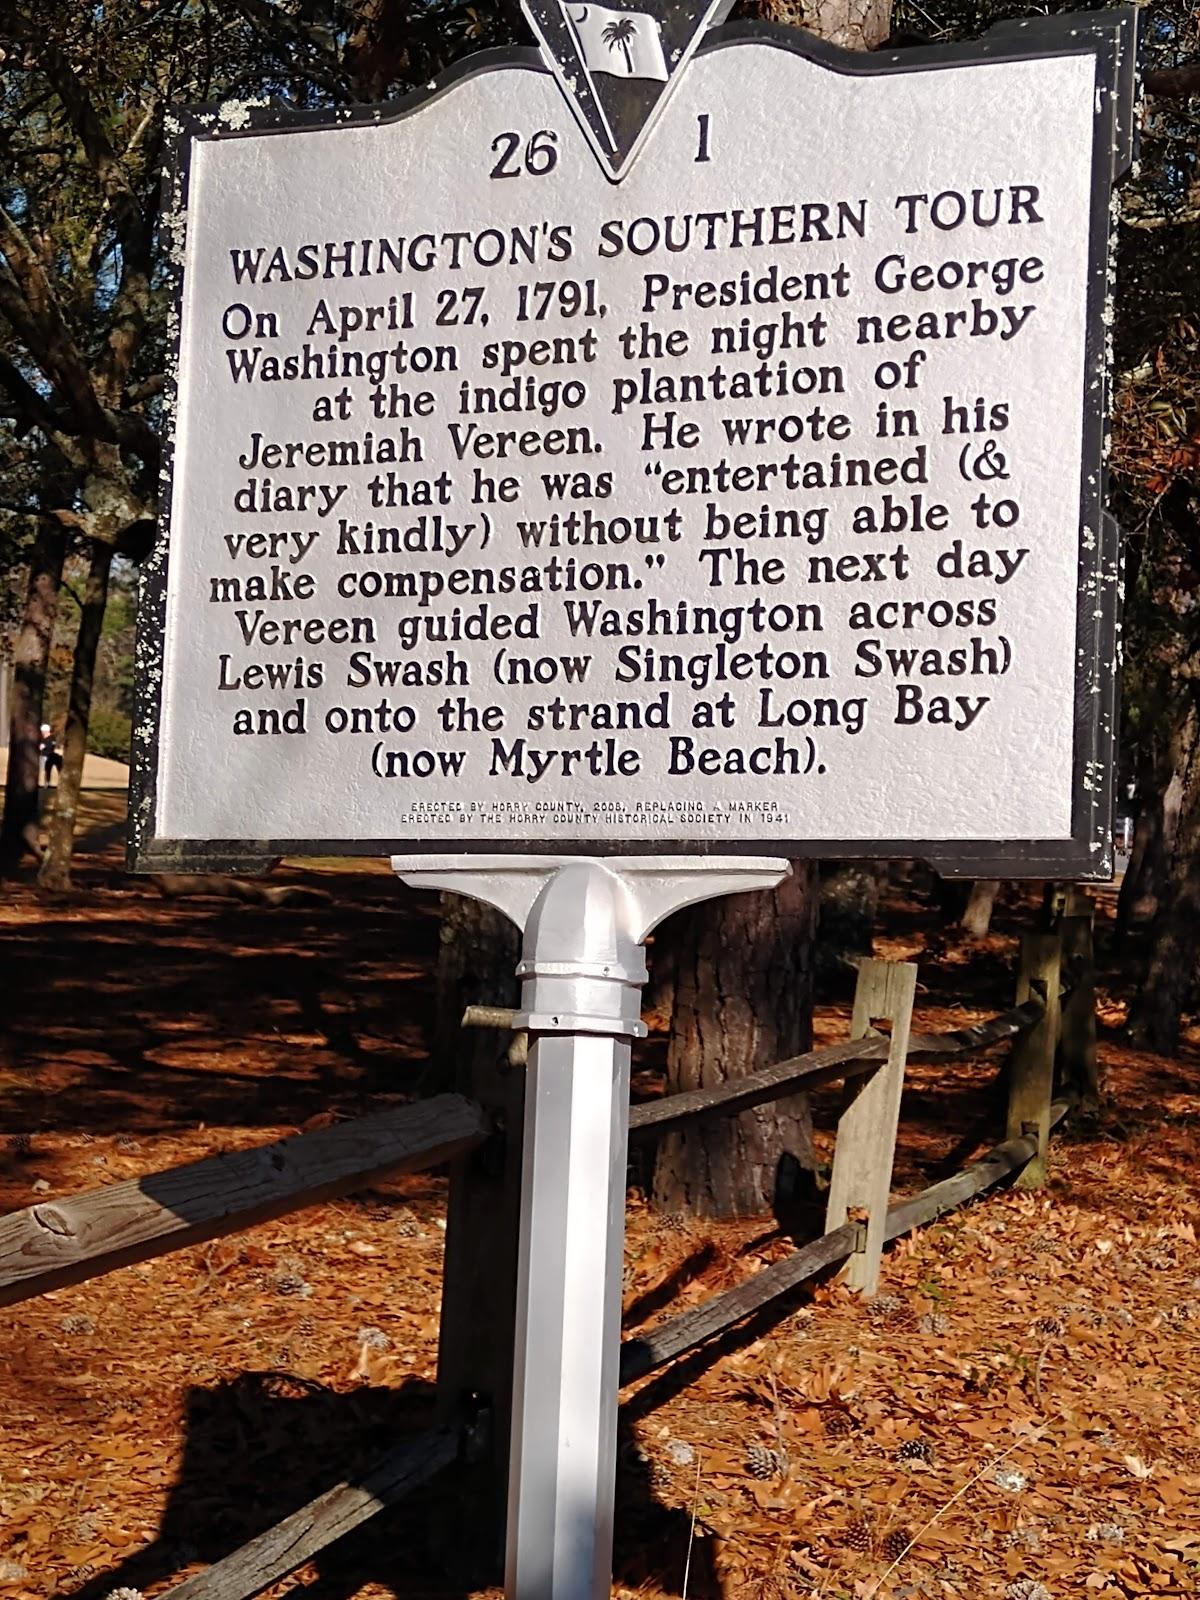 26 1
WASHINGTON'S SOUTHERN TOUR
On April 27, 1791, President George
Washington spent the night nearby
at the indigo plantation of
Jeremiah Vereen. He wrote in his
diary that he was “entertained (&
very kindly) without being able to
make compensation.” The next day
Vereen guided Washington across
Lewis Swash (now Singleton Swash)
and onto the strand at Long Bay
(now Myrtle Beach).
ERECTED BY HORRY COUNTY, 2008, REPLACING A MARKER
ERECTED BY THE HORRY COUNTY HISTORICAL SOCIETY IN 1941